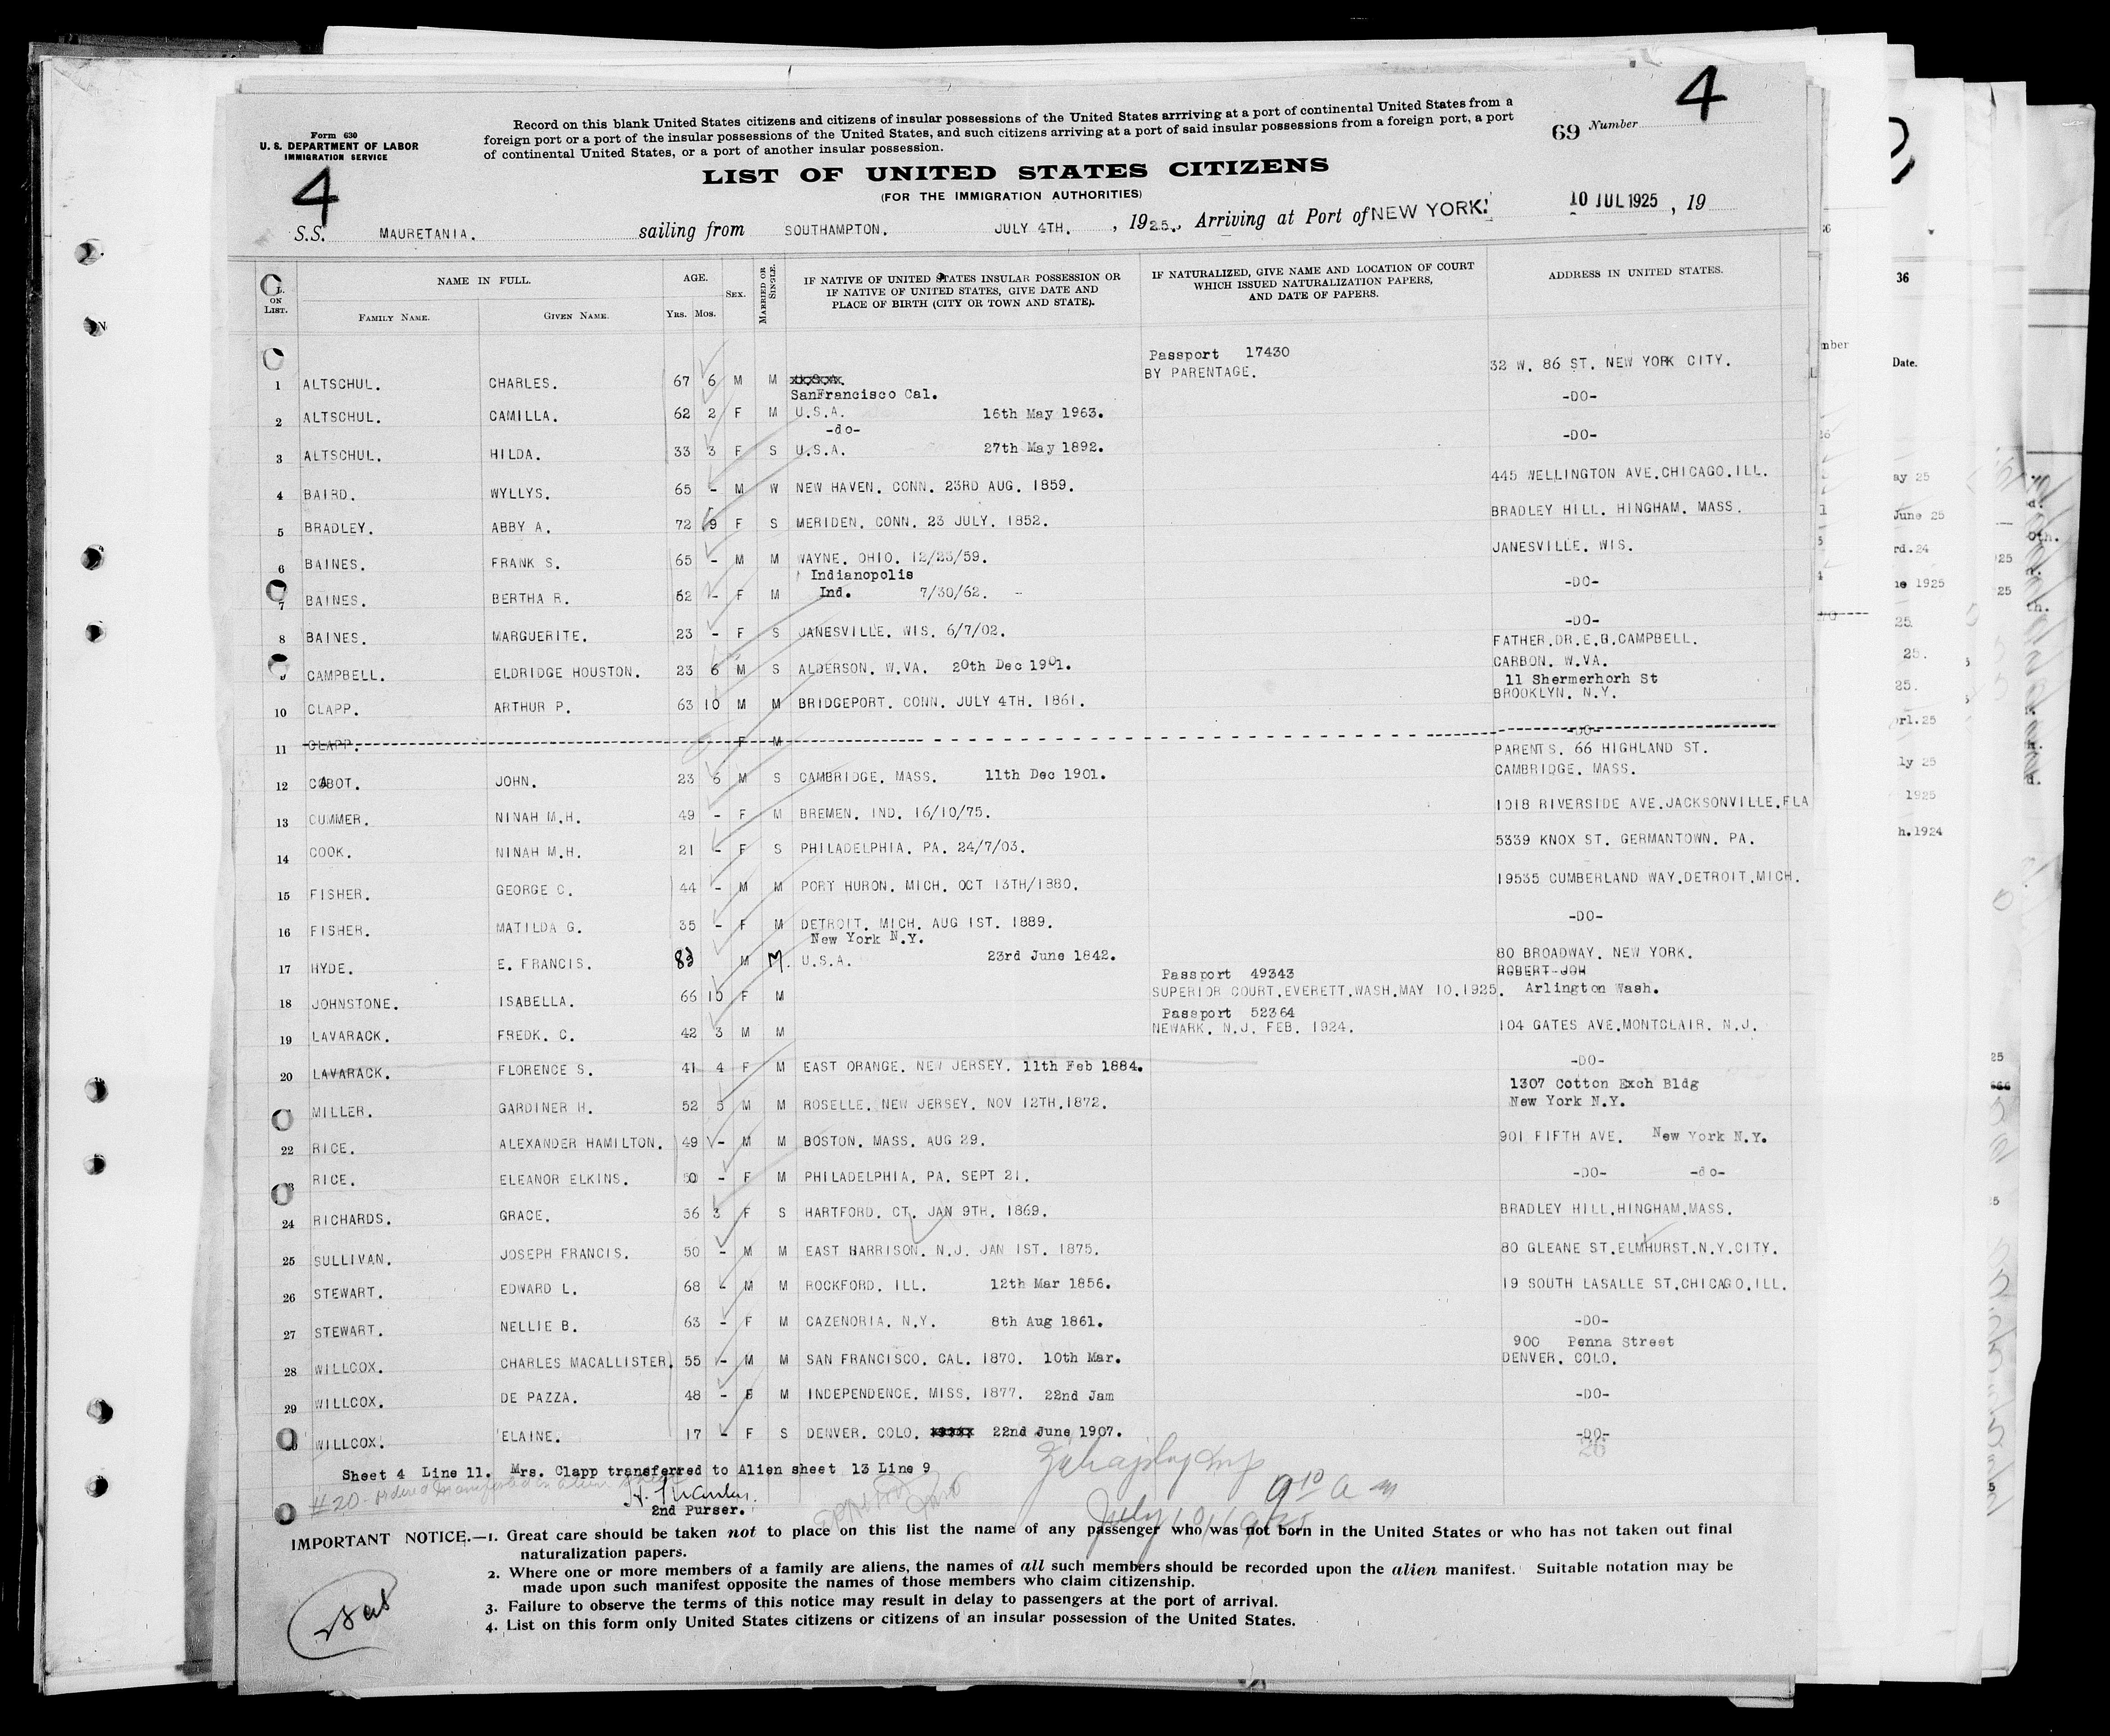 4
Form 630
U. S. DEPARTMENT OF LABOR
IMMIGRATION SERVICE
Record on this blank United States citizens and citizens of insular possessions of the United States arrriving at a port of continental United States from a
foreign port or a port of the insular possessions of the United States, and such citizens arriving at a port of said insular possessions from a foreign port, a port
of continental United States, or a port of another insular possession.
69 Number
LIST OF UNITED STATES CITIZENS
(FOR THE IMMIGRATION AUTHORITIES)
4
S.S. MAURETANIA. sailing from SOUTHAMPTON. JULY 4TH. , 1925., Arriving at Port of NEW YORK. 10 JUL 1925 , 19
ON LIST. NAME IN FULL. AGE. SEX. MARRIED OR SINGLE. IF NATIVE OF UNITED STATES INSULAR POSSESSION OR IF NATURALIZED, GIVE NAME AND LOCATION OF COURT ADDRESS IN UNITED STATES.
IF NATIVE OF UNITED STATES, GIVE DATE AND WHICH ISSUED NATURALIZATION PAPERS,
PLACE OF BIRTH (CITY OR TOWN AND STATE). AND DATE OF PAPERS.
FAMILY NAME. GIVEN NAME. YRS. MOS.
Passport 17430
1 ALTSCHUL. CHARLES. 67 6 M M U.S.A. BY PARENTAGE. 32 W. 86 ST. NEW YORK CITY.
SanFrancisco Cal.
2 ALTSCHUL. CAMILLA. 62 2 F M U.S.A. 16th May 1963. -DO-
-do-
3 ALTSCHUL. HILDA. 33 3 F S U.S.A. 27th May 1892. -DO-
4 BAIRD. WYLLYS. 65 - M W NEW HAVEN. CONN. 23RD AUG. 1859. 445 WELLINGTON AVE.CHICAGO.ILL.
5 BRADLEY. ABBY A. 72 9 F S MERIDEN. CONN. 23 JULY. 1852. BRADLEY HILL. HINGHAM. MASS.
6 BAINES. FRANK S. 65 - M M WAYNE. OHIO. 12/23/59. JANESVILLE. WIS.
Indianopolis
7 BAINES. BERTHA R. 62 - F M Ind. 7/30/62. - -DO-
8 BAINES. MARGUERITE. 23 - F S JANESVILLE. WIS. 6/7/02. -DO-
FATHER.DR.E.B.CAMPBELL.
9 CAMPBELL. ELDRIDGE HOUSTON. 23 6 M S ALDERSON. W.VA. 20th Dec 1901. CARBON. W.VA.
11 Shermerhorh St
10 CLAPP. ARTHUR P. 63 10 M M BRIDGEPORT. CONN. JULY 4TH. 1861. BROOKLYN. N.Y.
11 CLAPP. F M -DO-
PARENTS. 66 HIGHLAND ST.
12 CABOT. JOHN. 23 6 M S CAMBRIDGE. MASS. 11th Dec 1901. CAMBRIDGE. MASS.
13 CUMMER. NINAH M.H. 49 - F M BREMEN. IND. 16/10/75. 1018 RIVERSIDE AVE.JACKSONVILLE.FLA
14 COOK. NINAH M.H. 21 - F S PHILADELPHIA. PA. 24/7/03. 5339 KNOX ST. GERMANTOWN. PA.
15 FISHER. GEORGE C. 44 - M M PORT HURON. MICH. OCT 13TH/1880. 19535 CUMBERLAND WAY.DETROIT.MICH.
16 FISHER. MATILDA G. 35 - F M DETROIT. MICH. AUG 1ST. 1889. -DO-
New York N.Y.
17 HYDE. E. FRANCIS. 83 M M. U.S.A. 23rd June 1842. 80 BROADWAY. NEW YORK.
Passport 49343 ROBERT JOH
18 JOHNSTONE. ISABELLA. 66 10 F M SUPERIOR COURT.EVERETT.WASH.MAY 10.1925. Arlington Wash.
Passport 52364
19 LAVARACK. FREDK. C. 42 3 M M NEWARK. N.J. FEB. 1924. 104 GATES AVE.MONTCLAIR. N.J.
20 LAVARACK. FLORENCE S. 41 4 F M EAST ORANGE. NEW JERSEY. 11th Feb 1884. -DO-
1307 Cotton Exch Bldg
MILLER. GARDINER H. 52 5 M M ROSELLE. NEW JERSEY. NOV 12TH.1872. New York N.Y.
22 RICE. ALEXANDER HAMILTON. 49 - M M BOSTON. MASS. AUG 29. 901 FIFTH AVE. New York N.Y.
RICE. ELEANOR ELKINS. 50 - F M PHILADELPHIA. PA. SEPT 21. -DO- -do-
24 RICHARDS. GRACE. 56 3 F S HARTFORD. CT. JAN 9TH. 1869. BRADLEY HILL.HINGHAM.MASS.
25 SULLIVAN. JOSEPH FRANCIS. 50 - M M EAST HARRISON. N.J. JAN 1ST. 1875. 80 GLEANE ST.ELMHURST.N.Y.CITY.
26 STEWART. EDWARD L. 68 - M M ROCKFORD. ILL. 12th Mar 1856. 19 SOUTH LASALLE ST.CHICAGO.ILL.
27 STEWART. NELLIE B. 63 - F M CAZENORIA. N.Y. 8th Aug 1861. -DO-
900 Penna Street
28 WILLCOX. CHARLES MACALLISTER. 55 - M M SAN FRANCISCO. CAL. 1870. 10th Mar. DENVER. COLO.
29 WILLCOX. DE PAZZA. 48 - F M INDEPENDENCE. MISS. 1877. 22nd Jam -DO-
WILLCOX. ELAINE. 17 - F S DENVER. COLO. 22nd June 1907. -DO-
26
Sheet 4 Line 11. Mrs. Clapp transferred to Alien sheet 13 Line 9
#20
2nd Purser.
9 10 a m
July 10, 1925
IMPORTANT NOTICE.—1. Great care should be taken not to place on this list the name of any passenger who was not born in the United States or who has not taken out final
naturalization papers.
2. Where one or more members of a family are aliens, the names of all such members should be recorded upon the alien manifest. Suitable notation may be
made upon such manifest opposite the names of those members who claim citizenship.
3. Failure to observe the terms of this notice may result in delay to passengers at the port of arrival.
4. List on this form only United States citizens or citizens of an insular possession of the United States.
36
Date.
ay 25
June 25
rd.24
ne 1925
25.
25.
25.
prl.25
ly 25
1925
h.1924